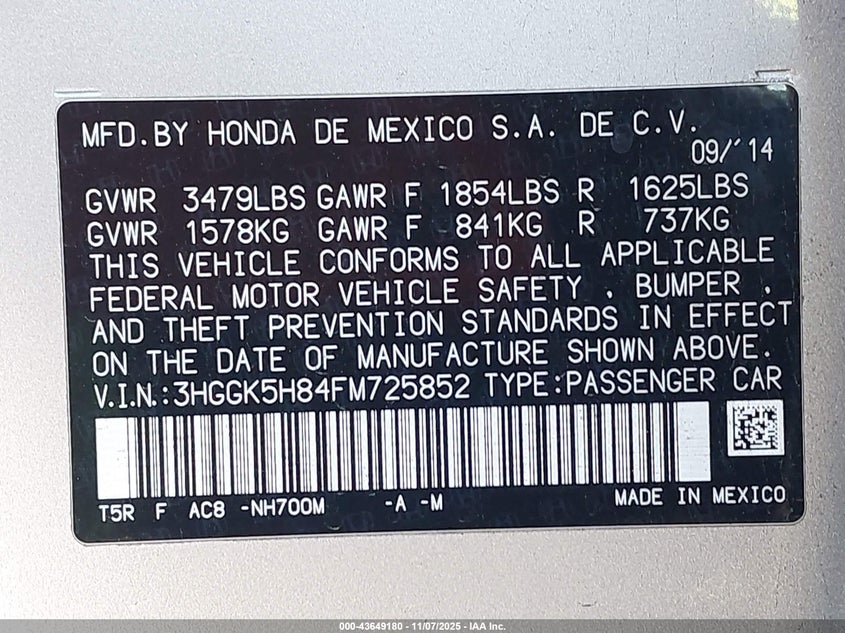 MFD.BY HONDA DE MEXICO S.A. DE C.V.
09/'14
GVWR 3479LBS GAWR F 1854LBS R 1625LBS
GVWR 1578KG GAWR F 841KG R 737KG
THIS VEHICLE CONFORMS TO ALL APPLICABLE
FEDERAL MOTOR VEHICLE SAFETY , BUMPER ,
AND THEFT PREVENTION STANDARDS IN EFFECT
ON THE DATE OF MANUFACTURE SHOWN ABOVE.
V.I.N.:3HGGK5H84FM725852 TYPE:PASSENGER CAR
T5R F AC8 -NH700M -A -M MADE IN MEXICO
000-43649180 - 11/07/2025 - IAA Inc.